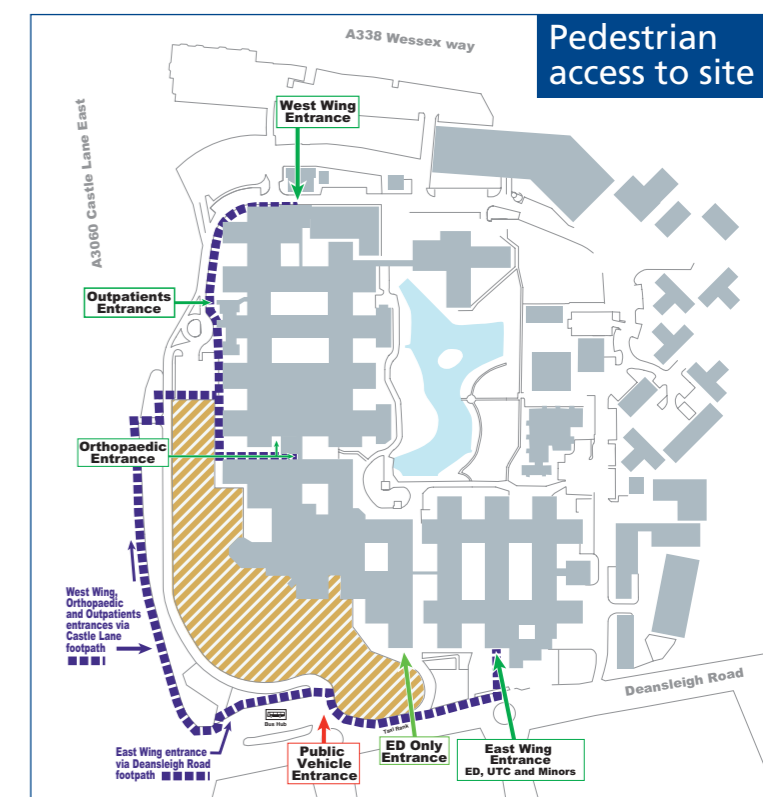 Pedestrian
access to site
A338 Wessex way
A3060 Castle Lane East
West Wing
Entrance
Outpatients
Entrance
Orthopaedic
Entrance
West Wing,
Orthopaedic
and Outpatients
entrances via
Castle Lane
footpath
Deansleigh Road
Bus Hub
Taxi Rank
East Wing entrance
via Deansleigh Road
footpath
Public
Vehicle
Entrance
ED Only
Entrance
East Wing
Entrance
ED, UTC and Minors